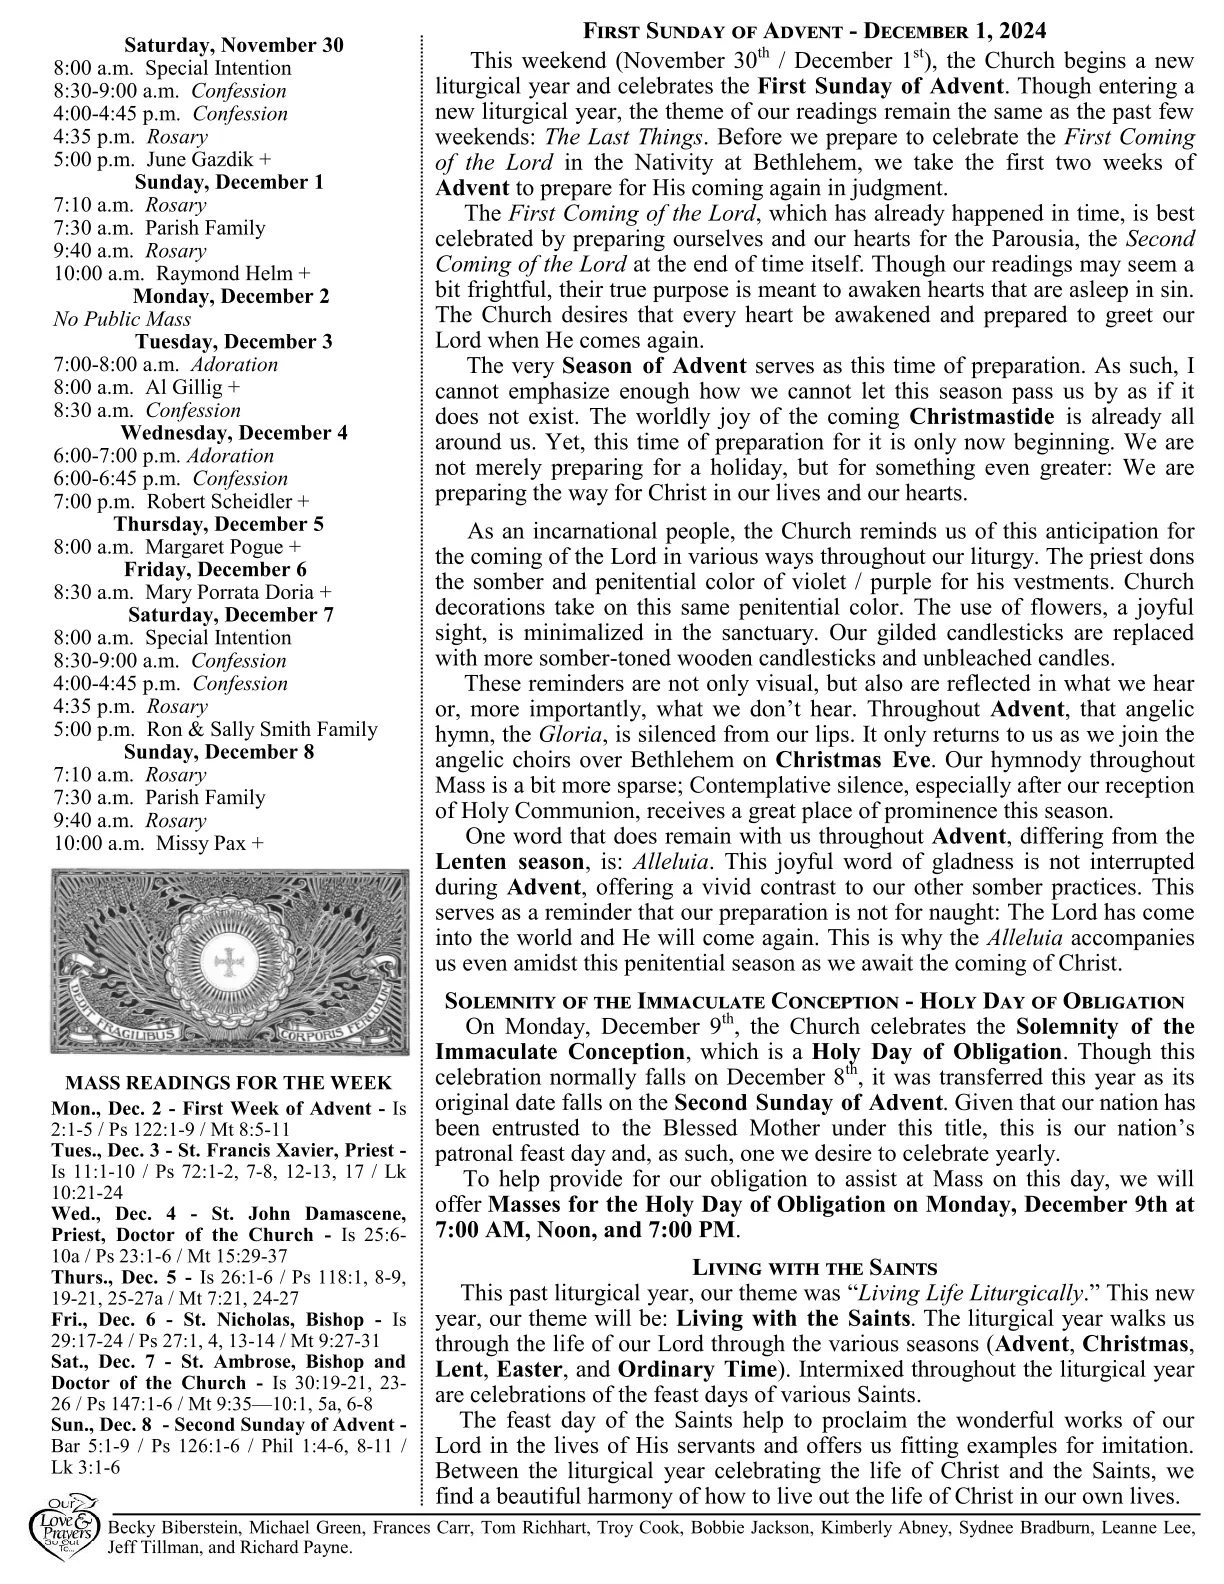 Saturday, November 30
8:00 a.m.  Special Intention
8:30-9:00 a.m.  Confession
4:00-4:45 p.m.  Confession
4:35 p.m.  Rosary
5:00 p.m.  June Gazdik +
Sunday, December 1
7:10 a.m.  Rosary
7:30 a.m.  Parish Family
9:40 a.m.  Rosary
10:00 a.m.  Raymond Helm +
Monday, December 2
No Public Mass
Tuesday, December 3
7:00-8:00 a.m.  Adoration
8:00 a.m.  Al Gillig +
8:30 a.m.  Confession
Wednesday, December 4
6:00-7:00 p.m. Adoration
6:00-6:45 p.m.  Confession
7:00 p.m.  Robert Scheidler +
Thursday, December 5
8:00 a.m.  Margaret Pogue +
Friday, December 6
8:30 a.m.  Mary Porrata Doria +
Saturday, December 7
8:00 a.m.  Special Intention
8:30-9:00 a.m.  Confession
4:00-4:45 p.m.  Confession
4:35 p.m.  Rosary
5:00 p.m.  Ron & Sally Smith Family
Sunday, December 8
7:10 a.m.  Rosary
7:30 a.m.  Parish Family
9:40 a.m.  Rosary
10:00 a.m.  Missy Pax +
DEDIT FRAGILIBUS CORPORIS FERCULUM
MASS READINGS FOR THE WEEK
Mon., Dec. 2 - First Week of Advent - Is
2:1-5 / Ps 122:1-9 / Mt 8:5-11
Tues., Dec. 3 - St. Francis Xavier, Priest -
Is 11:1-10 / Ps 72:1-2, 7-8, 12-13, 17 / Lk
10:21-24
Wed., Dec. 4 - St. John Damascene,
Priest, Doctor of the Church - Is 25:6-
10a / Ps 23:1-6 / Mt 15:29-37
Thurs., Dec. 5 - Is 26:1-6 / Ps 118:1, 8-9,
19-21, 25-27a / Mt 7:21, 24-27
Fri., Dec. 6 - St. Nicholas, Bishop - Is
29:17-24 / Ps 27:1, 4, 13-14 / Mt 9:27-31
Sat., Dec. 7 - St. Ambrose, Bishop and
Doctor of the Church - Is 30:19-21, 23-
26 / Ps 147:1-6 / Mt 9:35—10:1, 5a, 6-8
Sun., Dec. 8  - Second Sunday of Advent -
Bar 5:1-9 / Ps 126:1-6 / Phil 1:4-6, 8-11 /
Lk 3:1-6
First Sunday of Advent - December 1, 2024
This weekend (November 30th / December 1st), the Church begins a new
liturgical year and celebrates the First Sunday of Advent. Though entering a
new liturgical year, the theme of our readings remain the same as the past few
weekends: The Last Things. Before we prepare to celebrate the First Coming
of the Lord in the Nativity at Bethlehem, we take the first two weeks of
Advent to prepare for His coming again in judgment.
The First Coming of the Lord, which has already happened in time, is best
celebrated by preparing ourselves and our hearts for the Parousia, the Second
Coming of the Lord at the end of time itself. Though our readings may seem a
bit frightful, their true purpose is meant to awaken hearts that are asleep in sin.
The Church desires that every heart be awakened and prepared to greet our
Lord when He comes again.
The very Season of Advent serves as this time of preparation. As such, I
cannot emphasize enough how we cannot let this season pass us by as if it
does not exist. The worldly joy of the coming Christmastide is already all
around us. Yet, this time of preparation for it is only now beginning. We are
not merely preparing for a holiday, but for something even greater: We are
preparing the way for Christ in our lives and our hearts.
As an incarnational people, the Church reminds us of this anticipation for
the coming of the Lord in various ways throughout our liturgy. The priest dons
the somber and penitential color of violet / purple for his vestments. Church
decorations take on this same penitential color. The use of flowers, a joyful
sight, is minimalized in the sanctuary. Our gilded candlesticks are replaced
with more somber-toned wooden candlesticks and unbleached candles.
These reminders are not only visual, but also are reflected in what we hear
or, more importantly, what we don’t hear. Throughout Advent, that angelic
hymn, the Gloria, is silenced from our lips. It only returns to us as we join the
angelic choirs over Bethlehem on Christmas Eve. Our hymnody throughout
Mass is a bit more sparse; Contemplative silence, especially after our reception
of Holy Communion, receives a great place of prominence this season.
One word that does remain with us throughout Advent, differing from the
Lenten season, is: Alleluia. This joyful word of gladness is not interrupted
during Advent, offering a vivid contrast to our other somber practices. This
serves as a reminder that our preparation is not for naught: The Lord has come
into the world and He will come again. This is why the Alleluia accompanies
us even amidst this penitential season as we await the coming of Christ.
Solemnity of the Immaculate Conception - Holy Day of Obligation
On Monday, December 9th, the Church celebrates the Solemnity of the
Immaculate Conception, which is a Holy Day of Obligation. Though this
celebration normally falls on December 8th, it was transferred this year as its
original date falls on the Second Sunday of Advent. Given that our nation has
been entrusted to the Blessed Mother under this title, this is our nation’s
patronal feast day and, as such, one we desire to celebrate yearly.
To help provide for our obligation to assist at Mass on this day, we will
offer Masses for the Holy Day of Obligation on Monday, December 9th at
7:00 AM, Noon, and 7:00 PM.
Living with the Saints
This past liturgical year, our theme was “Living Life Liturgically.” This new
year, our theme will be: Living with the Saints. The liturgical year walks us
through the life of our Lord through the various seasons (Advent, Christmas,
Lent, Easter, and Ordinary Time). Intermixed throughout the liturgical year
are celebrations of the feast days of various Saints.
The feast day of the Saints help to proclaim the wonderful works of our
Lord in the lives of His servants and offers us fitting examples for imitation.
Between the liturgical year celebrating the life of Christ and the Saints, we
find a beautiful harmony of how to live out the life of Christ in our own lives.
Our
Love &
Prayers
Go Out
To...
Becky Biberstein, Michael Green, Frances Carr, Tom Richhart, Troy Cook, Bobbie Jackson, Kimberly Abney, Sydnee Bradburn, Leanne Lee,
Jeff Tillman, and Richard Payne.